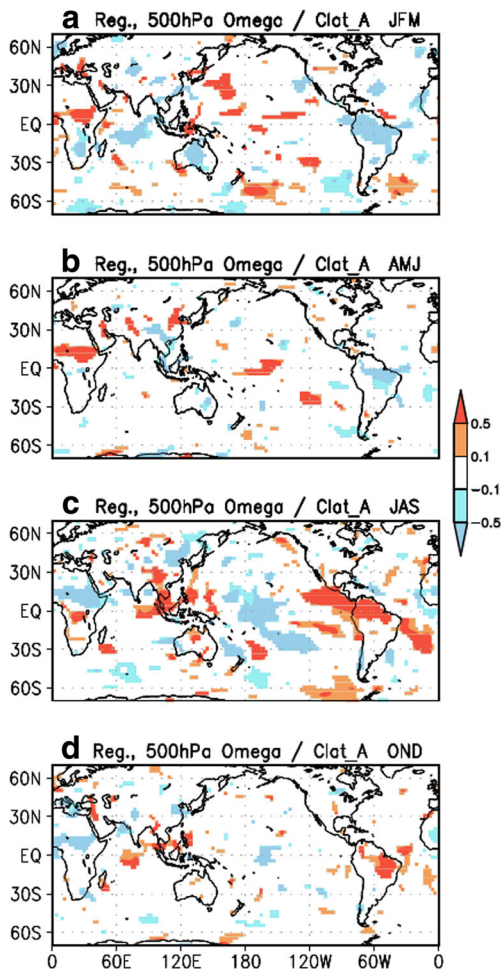 a Reg., 500hPa Omega / Clat_A JFM
60N
30N
EQ
30S
60S
b Reg., 500hPa Omega / Clat_A AMJ
60N
30N
EQ
30S
60S
0.5
0.1
−0.1
−0.5
c Reg., 500hPa Omega / Clat_A JAS
60N
30N
EQ
30S
60S
d Reg., 500hPa Omega / Clat_A OND
60N
30N
EQ
30S
60S
0 60E 120E 180 120W 60W 0